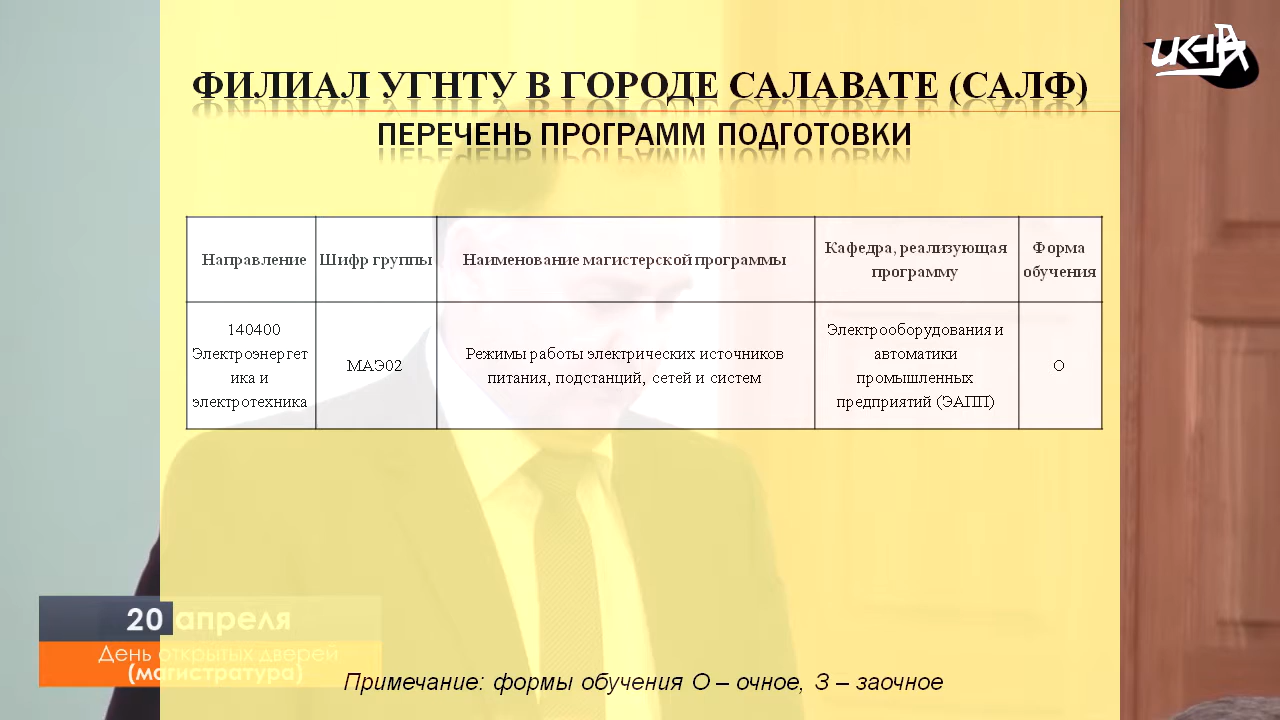 ФИЛИАЛ УГНТУ В ГОРОДЕ САЛАВАТЕ (САЛФ)
ПЕРЕЧЕНЬ ПРОГРАММ ПОДГОТОВКИ
Направление
Шифр группы
Наименование магистерской программы
Кафедра, реализующая
программу
Форма
обучения
140400
Электроэнергет
ика и
электротехника
МАЭ02
Режимы работы электрических источников
питания, подстанций, сетей и систем
Электрооборудования и
автоматики
промышленных
предприятий (ЭАПП)
О
20 апреля
День открытых дверей
(магистратура)
Примечание: формы обучения О – очное, З – заочное